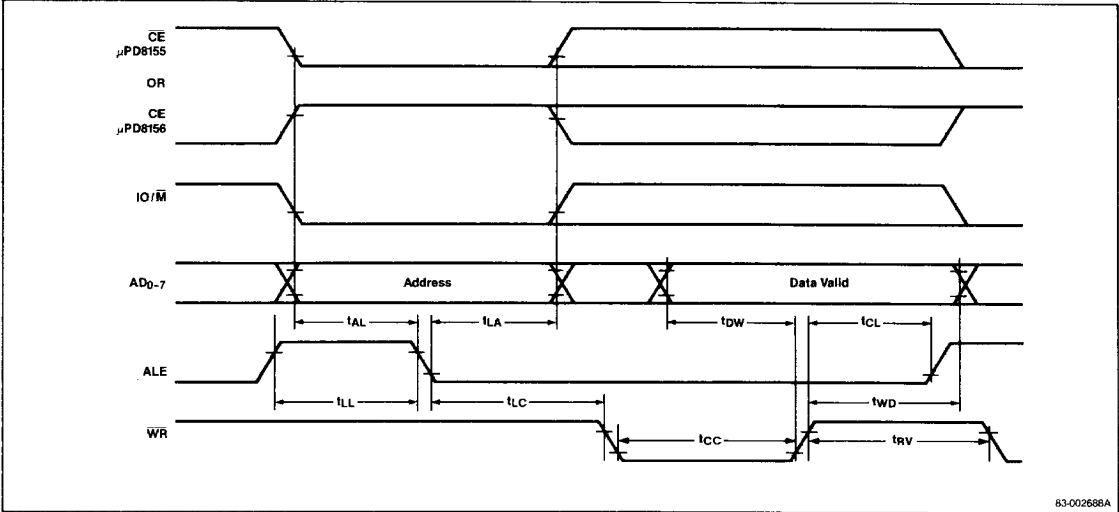 CE
μPD8155
OR
CE
μPD8156
IO/M
AD0-7
Address
Data Valid
tAL
tLA
tDW
tCL
ALE
tLL
tLC
tWD
WR
tCC
tRV
83-002688A